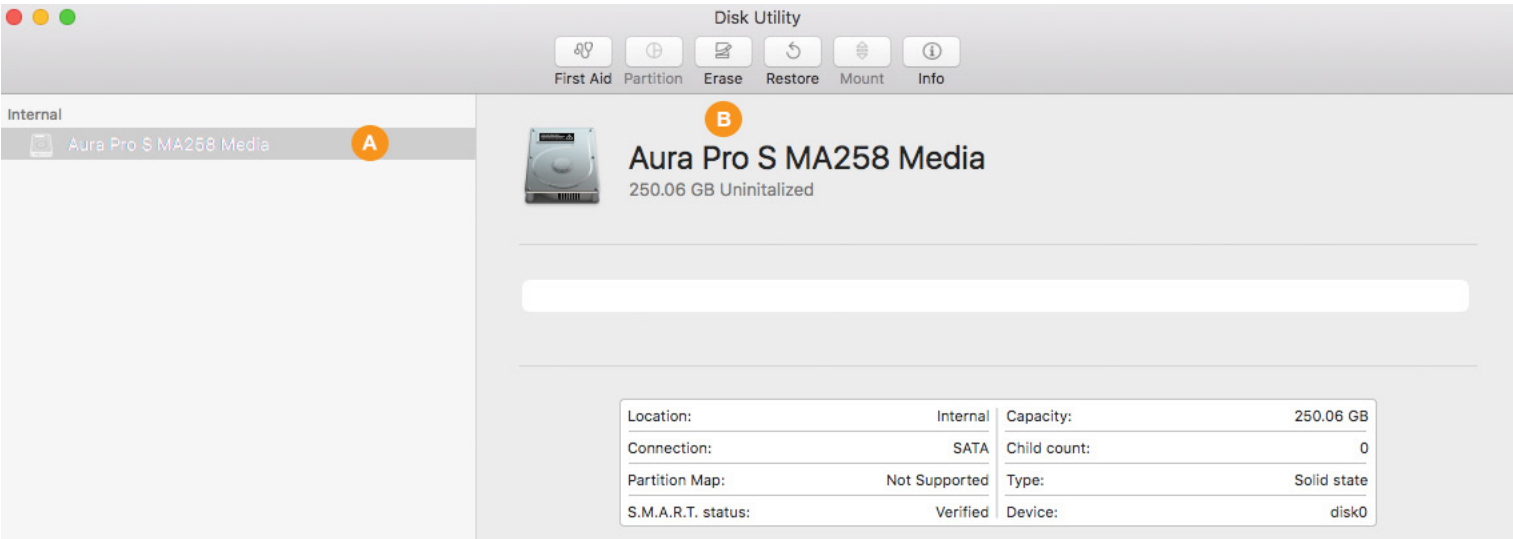 Disk Utility
First Aid Partition Erase Restore Mount Info
Internal
Aura Pro S MA258 Media
A
B
Aura Pro S MA258 Media
250.06 GB Uninitalized
Location: Internal Capacity: 250.06 GB
Connection: SATA Child count: 0
Partition Map: Not Supported Type: Solid state
S.M.A.R.T. status: Verified Device: disk0